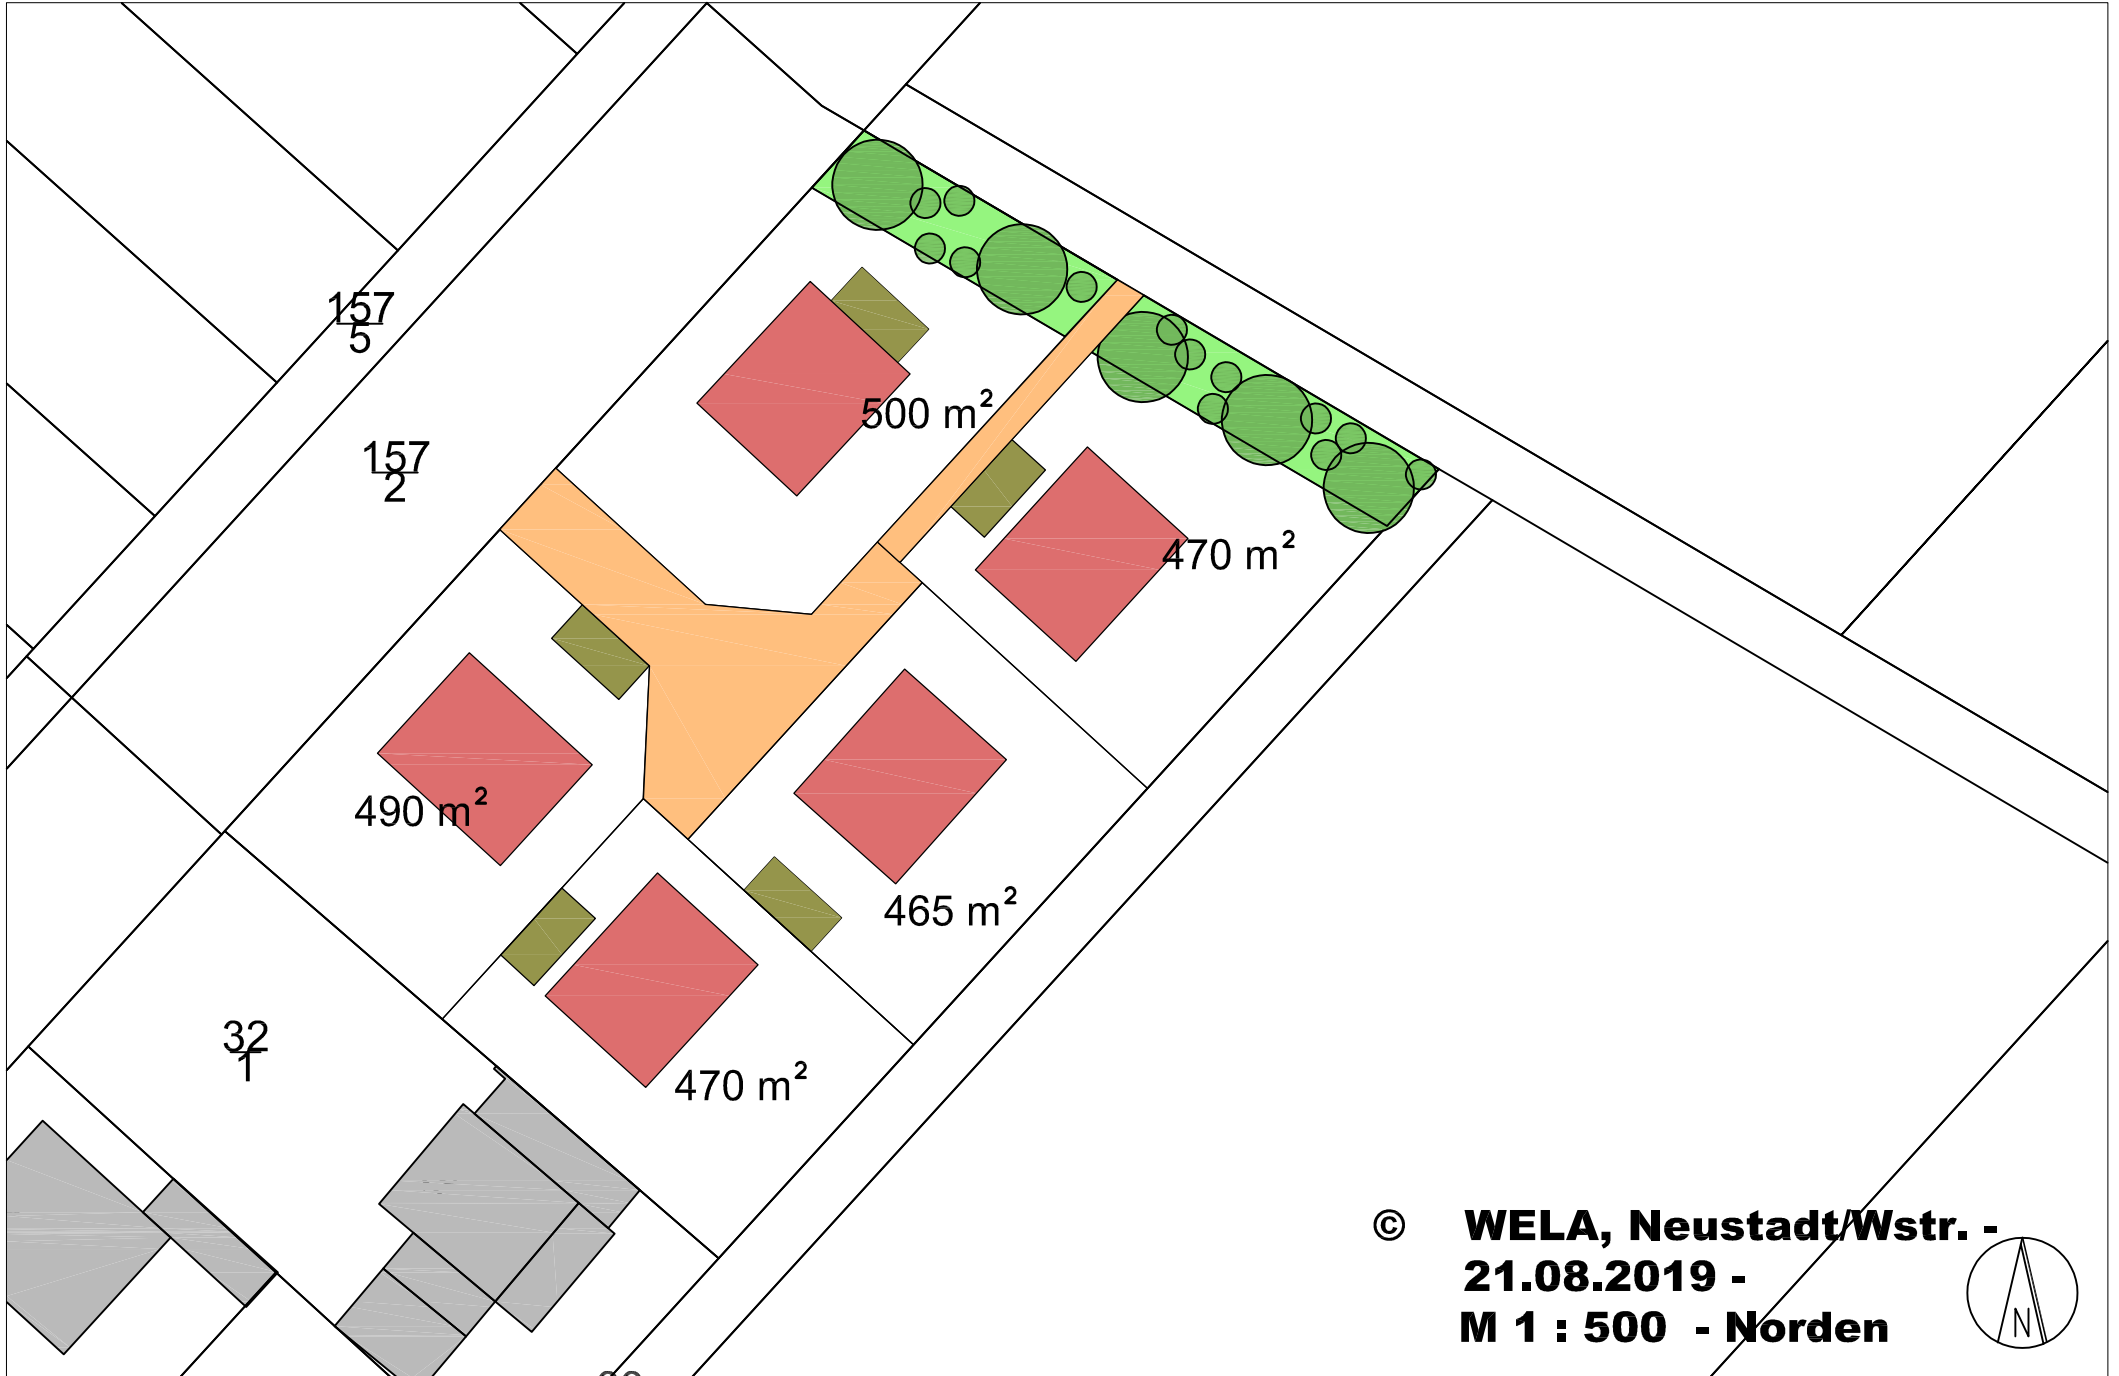 157
5
157
2
500 m²
470 m²
490 m²
465 m²
470 m²
32
1
© WELA, Neustadt/Wstr. -
21.08.2019 -
M 1 : 500 - Norden
N